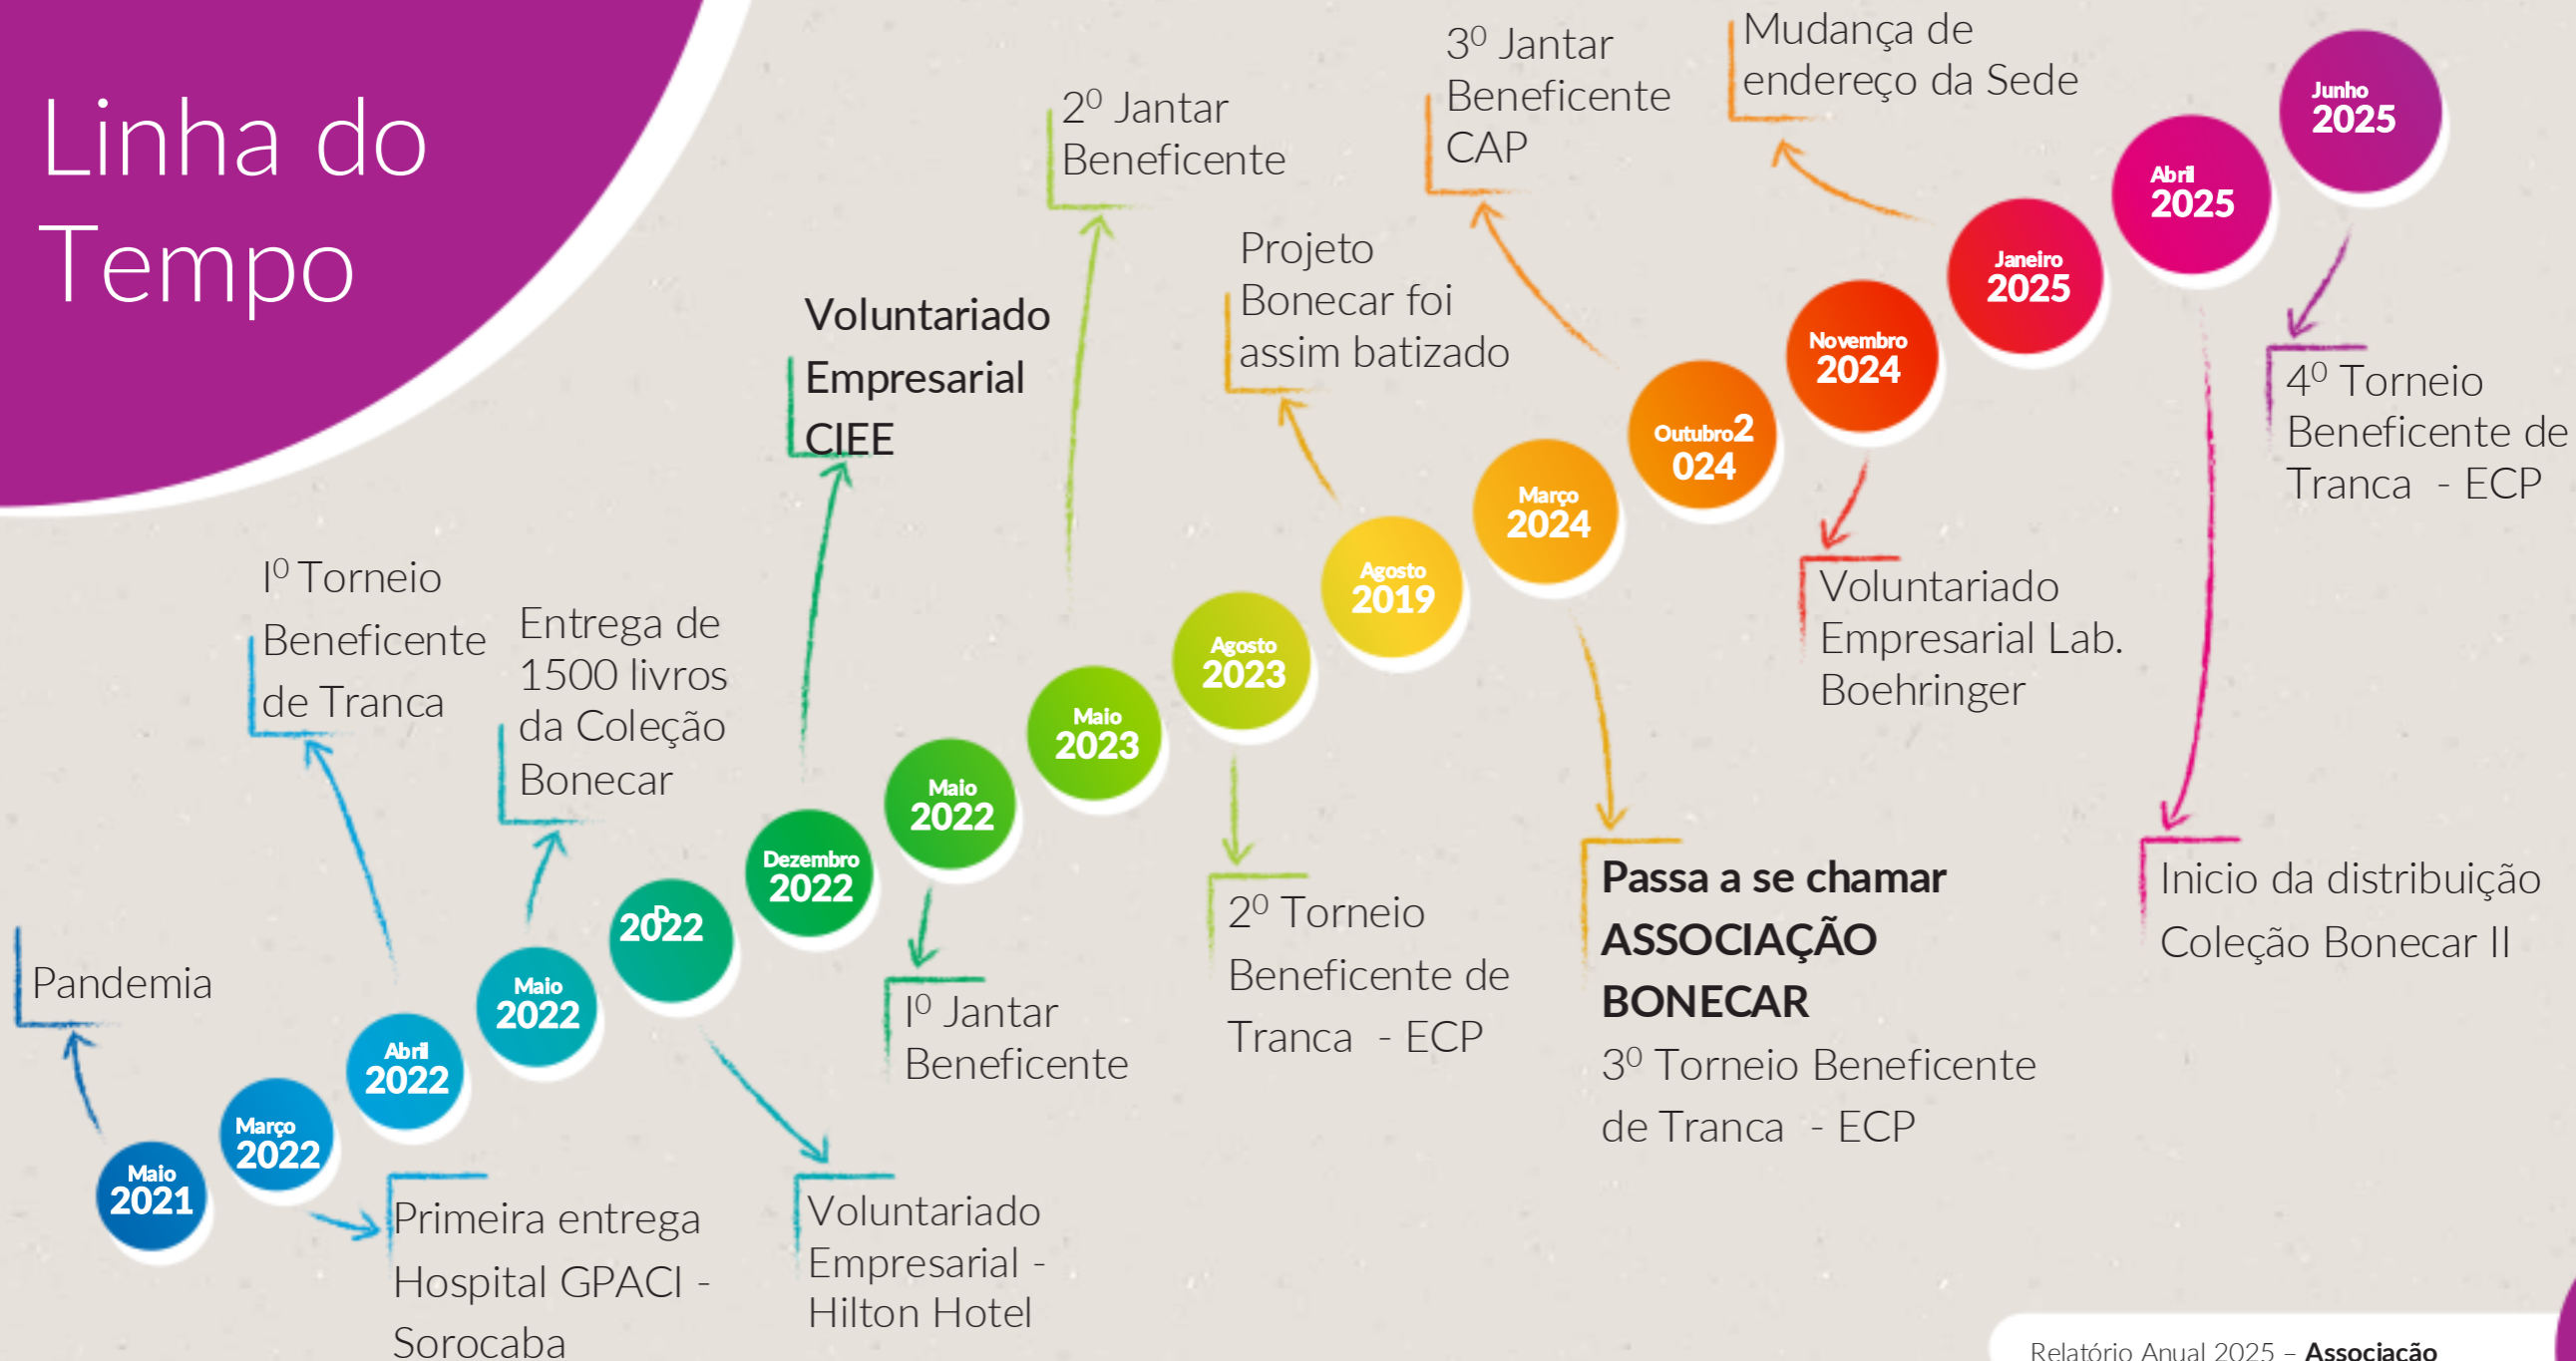 Linha do
Tempo
Maio
2021
Pandemia
Março
2022
Primeira entrega
Hospital GPACI -
Sorocaba
Abril
2022
1º Torneio
Beneficente
de Tranca
Maio
2022
Entrega de
1500 livros
da Coleção
Bonecar
D
2022
Voluntariado
Empresarial -
Hilton Hotel
Dezembro
2022
Voluntariado
Empresarial
CIEE
Maio
2022
1º Jantar
Beneficente
Maio
2023
2º Jantar
Beneficente
Agosto
2023
2º Torneio
Beneficente de
Tranca - ECP
Agosto
2019
Projeto
Bonecar foi
assim batizado
Março
2024
Passa a se chamar
ASSOCIAÇÃO
BONECAR
3º Torneio Beneficente
de Tranca - ECP
Outubro2
024
3º Jantar
Beneficente
CAP
Novembro
2024
Voluntariado
Empresarial Lab.
Boehringer
Janeiro
2025
Mudança de
endereço da Sede
Abril
2025
Inicio da distribuição
Coleção Bonecar II
Junho
2025
4º Torneio
Beneficente de
Tranca - ECP
Relatório Anual 2025 – Associação